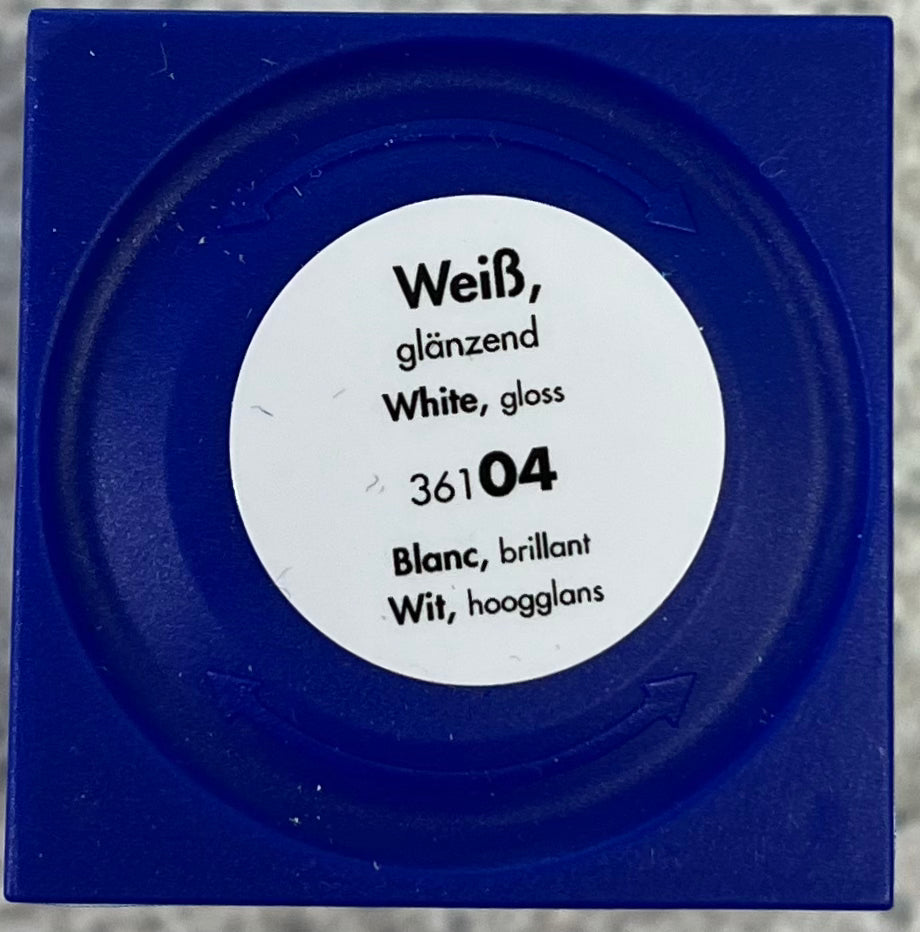 Weiß,
glänzend
White, gloss
36104
Blanc, brillant
Wit, hoogglans